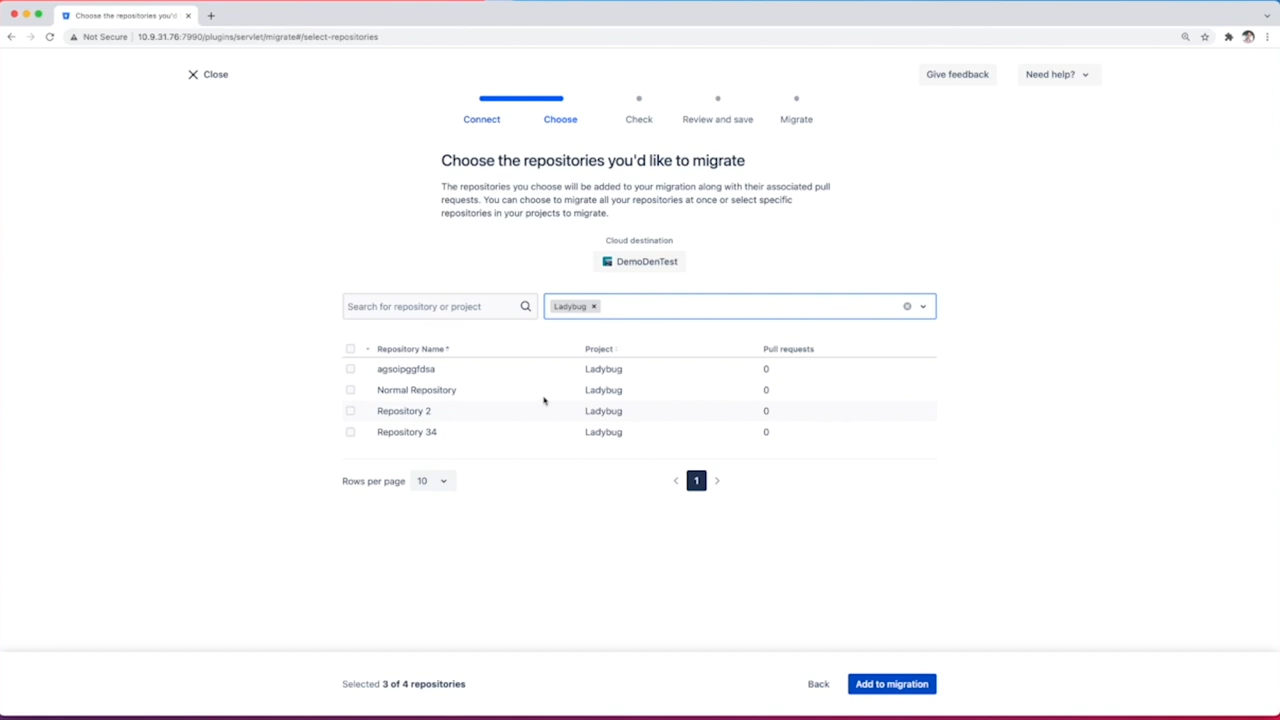 Choose the repositories you'd
Not Secure 10.9.31.76:7990/plugins/servlet/migrate#/select-repositories
Close
Give feedback
Need help?
Connect
Choose
Check
Review and save
Migrate
Choose the repositories you'd like to migrate
The repositories you choose will be added to your migration along with their associated pull
requests. You can choose to migrate all your repositories at once or select specific
repositories in your projects to migrate.
Cloud destination
DemoDenTest
Search for repository or project
Ladybug
Repository Name Project Pull requests
agsoipggfdsa Ladybug 0
Normal Repository Ladybug 0
Repository 2 Ladybug 0
Repository 34 Ladybug 0
Rows per page 10
1
Selected 3 of 4 repositories
Back
Add to migration